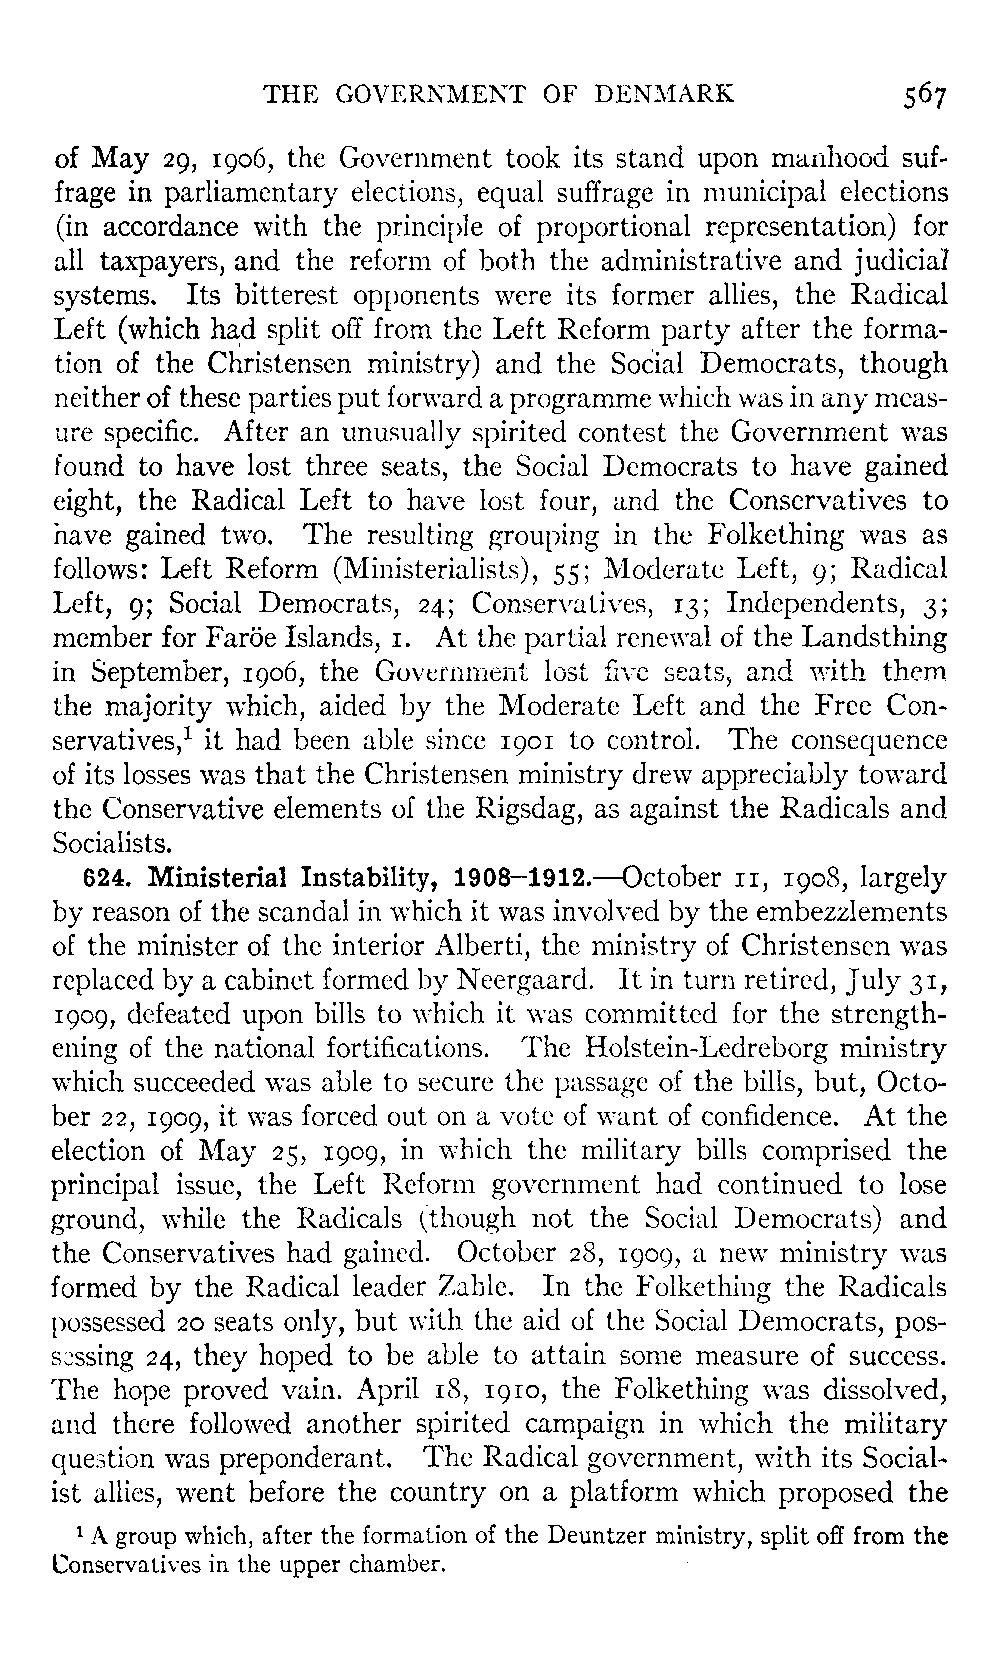 THE GOVERNMENT OF DENMARK 567
of May 29, 1906, the Government took its stand upon manhood suf-
frage in parliamentary elections, equal suffrage in municipal elections
(in accordance with the principle of proportional representation) for
all taxpayers, and the reform of both the administrative and judicial
systems. Its bitterest opponents were its former allies, the Radical
Left (which had split off from the Left Reform party after the forma-
tion of the Christensen ministry) and the Social Democrats, though
neither of these parties put forward a programme which was in any meas-
ure specific. After an unusually spirited contest the Government was
found to have lost three seats, the Social Democrats to have gained
eight, the Radical Left to have lost four, and the Conservatives to
have gained two. The resulting grouping in the Folkething was as
follows: Left Reform (Ministerialists), 55; Moderate Left, 9; Radical
Left, 9; Social Democrats, 24; Conservatives, 13; Independents, 3;
member for Faröe Islands, 1. At the partial renewal of the Landsthing
in September, 1906, the Government lost five seats, and with them
the majority which, aided by the Moderate Left and the Free Con-
servatives,¹ it had been able since 1901 to control. The consequence
of its losses was that the Christensen ministry drew appreciably toward
the Conservative elements of the Rigsdag, as against the Radicals and
Socialists.
624. Ministerial Instability, 1908–1912.—October 11, 1908, largely
by reason of the scandal in which it was involved by the embezzlements
of the minister of the interior Alberti, the ministry of Christensen was
replaced by a cabinet formed by Neergaard. It in turn retired, July 31,
1909, defeated upon bills to which it was committed for the strength-
ening of the national fortifications. The Holstein-Ledreborg ministry
which succeeded was able to secure the passage of the bills, but, Octo-
ber 22, 1909, it was forced out on a vote of want of confidence. At the
election of May 25, 1909, in which the military bills comprised the
principal issue, the Left Reform government had continued to lose
ground, while the Radicals (though not the Social Democrats) and
the Conservatives had gained. October 28, 1909, a new ministry was
formed by the Radical leader Zahle. In the Folkething the Radicals
possessed 20 seats only, but with the aid of the Social Democrats, pos-
sessing 24, they hoped to be able to attain some measure of success.
The hope proved vain. April 18, 1910, the Folkething was dissolved,
and there followed another spirited campaign in which the military
question was preponderant. The Radical government, with its Social-
ist allies, went before the country on a platform which proposed the
¹ A group which, after the formation of the Deuntzer ministry, split off from the
Conservatives in the upper chamber.